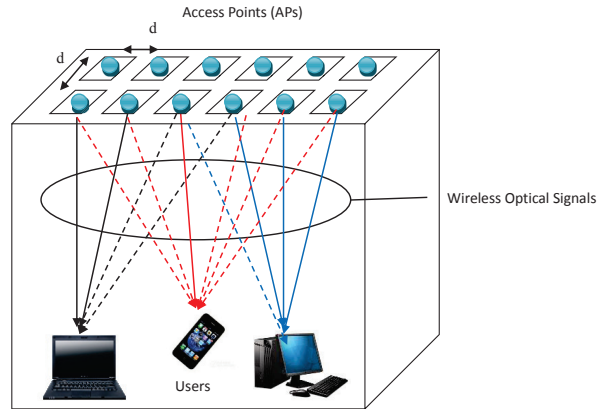 Access Points (APs)
d
d
Wireless Optical Signals
Users